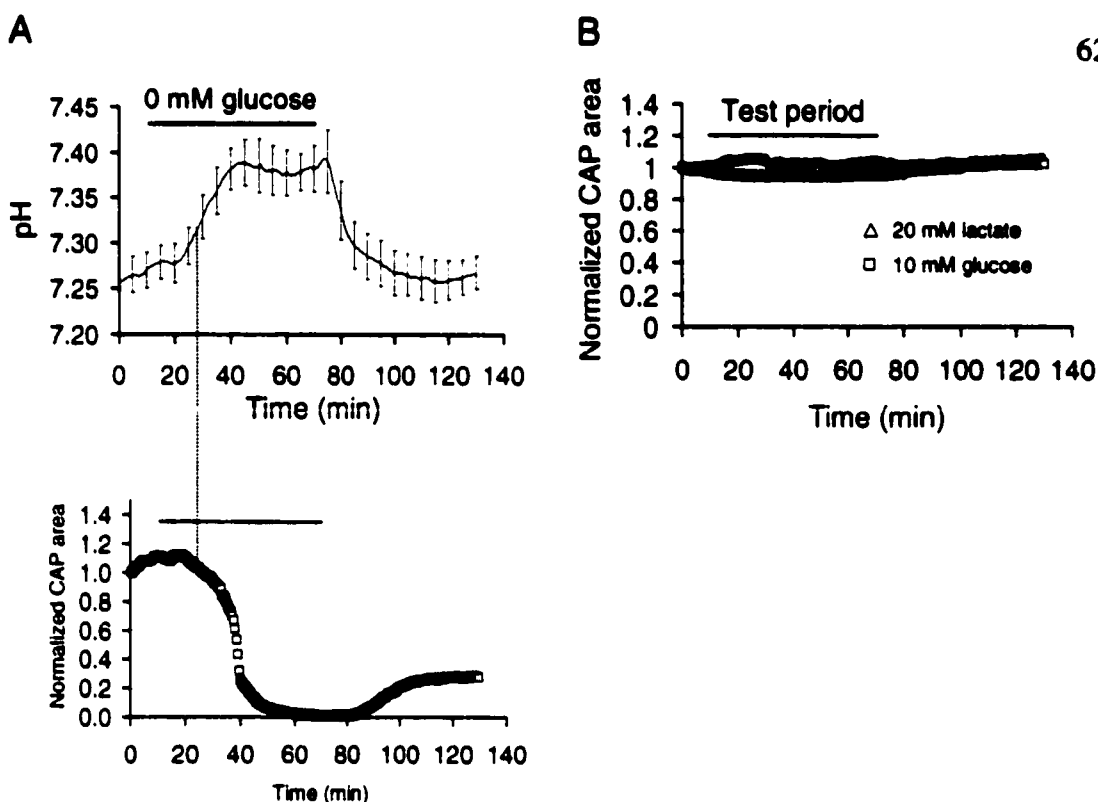 A
B
62
0 mM glucose
7.45
7.40
7.35
7.30
7.25
7.20
pH
0 20 40 60 80 100 120 140
Time (min)
Normalized CAP area
1.4
1.2
1
0.8
0.6
0.4
0.2
0
Test period
△ 20 mM lactate
□ 10 mM glucose
0 20 40 60 80 100 120 140
Time (min)
Normalized CAP area
1.4
1.2
1.0
0.8
0.6
0.4
0.2
0.0
0 20 40 60 80 100 120 140
Time (min)